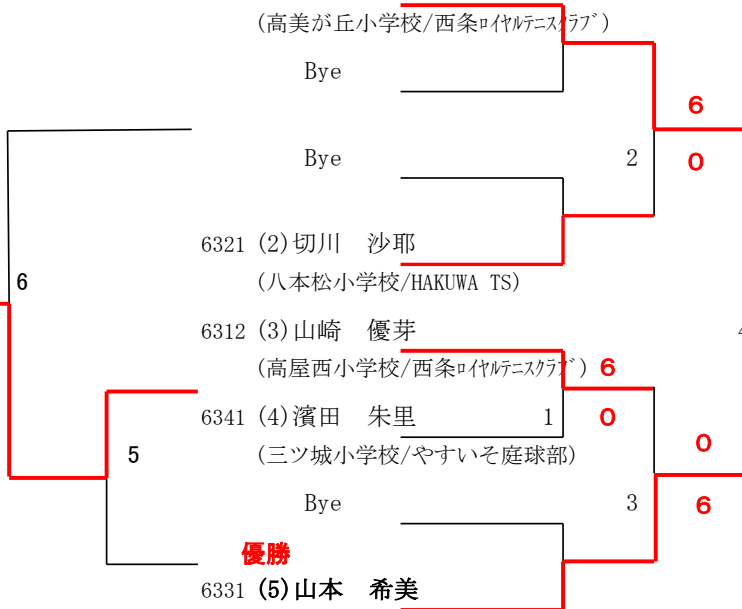 (高美が丘小学校/西条ﾛｲﾔﾙﾃﾆｽｸﾗﾌﾞ)
Bye
6
Bye
2
0
6321 (2)切川　沙耶
(八本松小学校/HAKUWA TS)
6
6312 (3)山崎　優芽
4
(高屋西小学校/西条ﾛｲﾔﾙﾃﾆｽｸﾗﾌﾞ) 6
6341 (4)濱田　朱里
1
0
0
5
(三ツ城小学校/やすいそ庭球部)
Bye
3
6
優勝
6331 (5)山本　希美